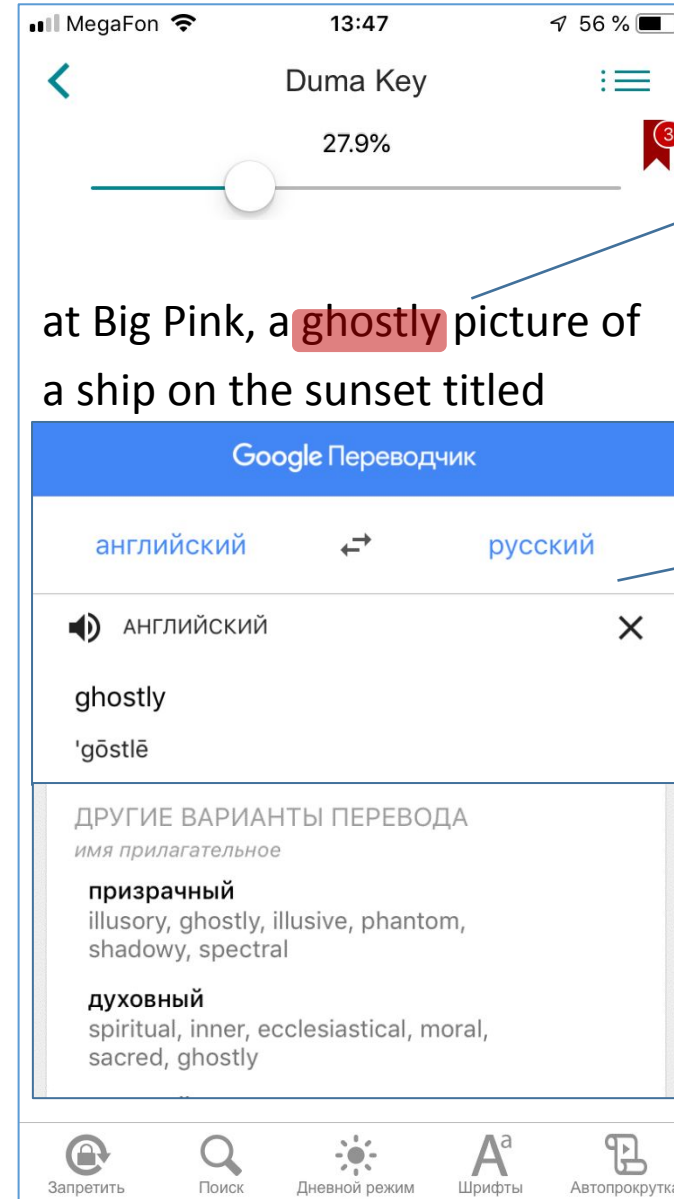 MegaFon 13:47 56 %
Duma Key
27.9%
3
at Big Pink, a ghostly picture of
a ship on the sunset titled
Google Переводчик
английский русский
АНГЛИЙСКИЙ
ghostly
'gōstlē
ДРУГИЕ ВАРИАНТЫ ПЕРЕВОДА
имя прилагательное
призрачный
illusory, ghostly, illusive, phantom,
shadowy, spectral
духовный
spiritual, inner, ecclesiastical, moral,
sacred, ghostly
Aa
Запретить Поиск Дневной режим Шрифты Автопрокрутка